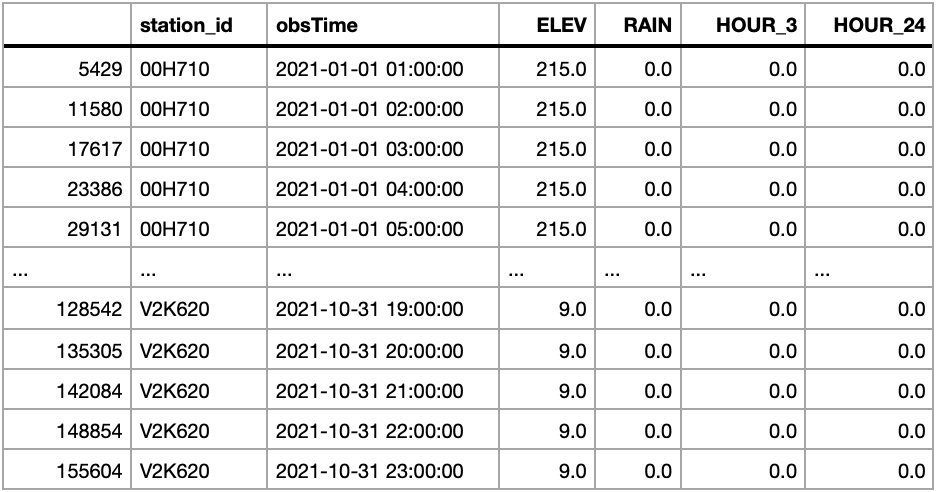 station_id obsTime ELEV RAIN HOUR_3 HOUR_24
5429 00H710 2021-01-01 01:00:00 215.0 0.0 0.0 0.0
11580 00H710 2021-01-01 02:00:00 215.0 0.0 0.0 0.0
17617 00H710 2021-01-01 03:00:00 215.0 0.0 0.0 0.0
23386 00H710 2021-01-01 04:00:00 215.0 0.0 0.0 0.0
29131 00H710 2021-01-01 05:00:00 215.0 0.0 0.0 0.0
... ... ... ... ... ... ...
128542 V2K620 2021-10-31 19:00:00 9.0 0.0 0.0 0.0
135305 V2K620 2021-10-31 20:00:00 9.0 0.0 0.0 0.0
142084 V2K620 2021-10-31 21:00:00 9.0 0.0 0.0 0.0
148854 V2K620 2021-10-31 22:00:00 9.0 0.0 0.0 0.0
155604 V2K620 2021-10-31 23:00:00 9.0 0.0 0.0 0.0